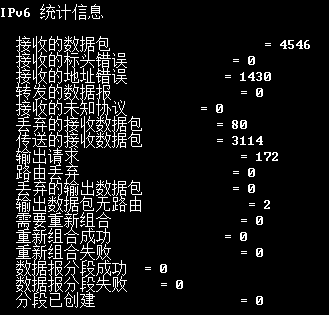 IPv6 统计信息
接收的数据包 = 4546
接收的标头错误 = 0
接收的地址错误 = 1430
转发的数据报 = 0
接收的未知协议 = 0
丢弃的接收数据包 = 80
传送的接收数据包 = 3114
输出请求 = 172
路由丢弃 = 0
丢弃的输出数据包 = 0
输出数据包无路由 = 2
需要重新组合 = 0
重新组合成功 = 0
重新组合失败 = 0
数据报分段成功 = 0
数据报分段失败 = 0
分段已创建 = 0